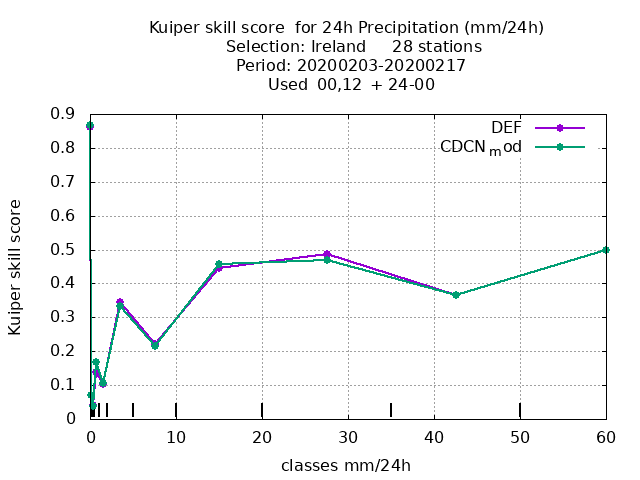 Kuiper skill score  for 24h Precipitation (mm/24h)
Selection: Ireland     28 stations
Period: 20200203-20200217
Used  00,12  + 24-00
DEF
CDCNmod
Kuiper skill score
0.9
0.8
0.7
0.6
0.5
0.4
0.3
0.2
0.1
0
0 10 20 30 40 50 60
classes mm/24h